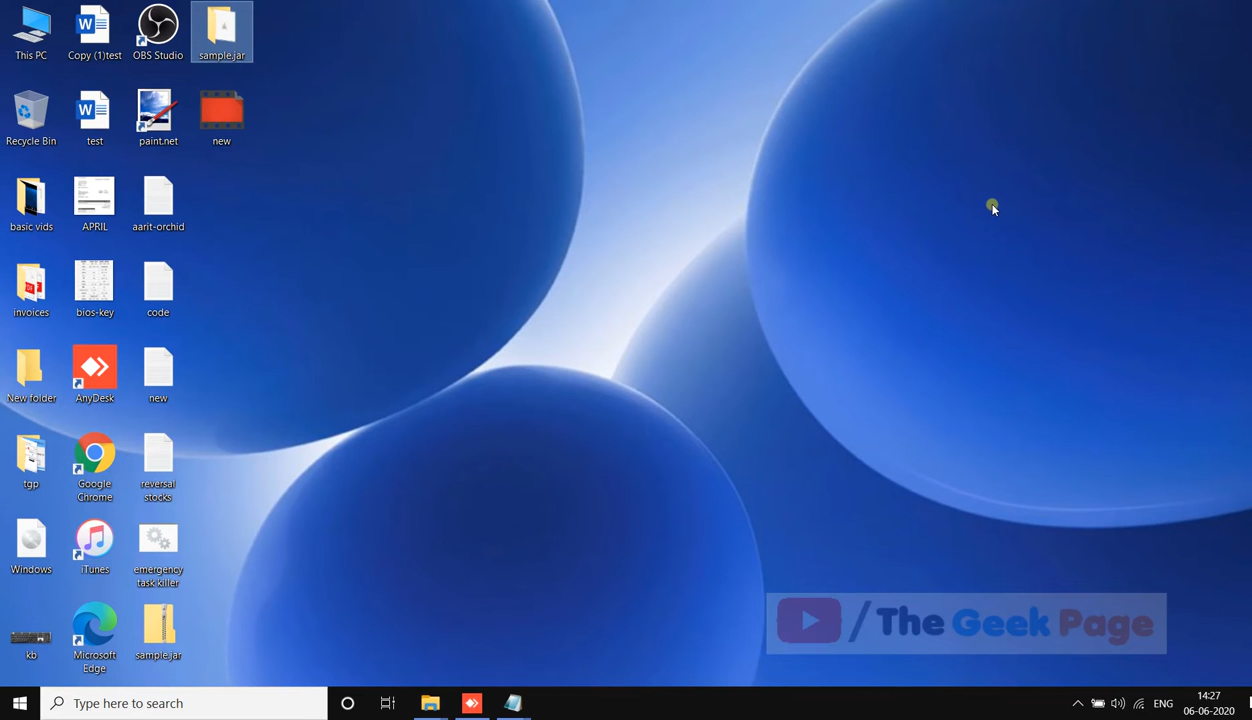 This PC
Copy (1)test
OBS Studio
sample.jar
Recycle Bin
test
paint.net
new
basic vids
APRIL
aarit-orchid
invoices
bios-key
code
New folder
AnyDesk
new
tgp
Google
Chrome
reversal
stocks
Windows
iTunes
emergency
task killer
kb
Microsoft
Edge
sample.jar
/ The Geek Page
Type here to search
ENG
14:27
06-06-2020